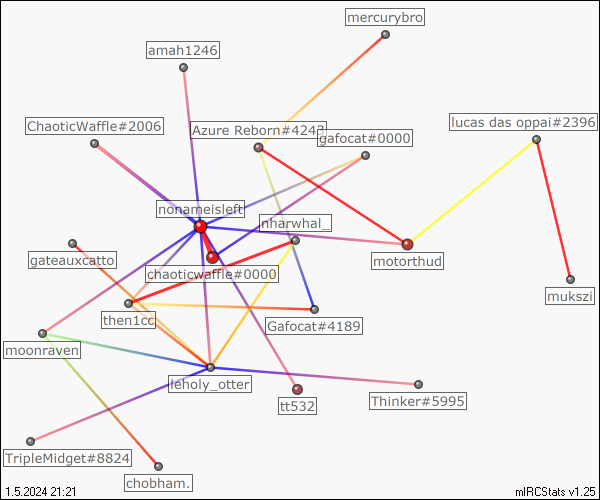 mercurybro
amah1246
ChaoticWaffle#2006
Azure Reborn#424
lucas das oppai#2396
gafocat#0000
nonameisleft
nharwhal_
gateauxcatto
chaoticwaffle#0000
motorthud
mukszi
then1cc
Gafocat#4189
moonraven
leholy_otter
Thinker#5995
tt532
TripleMidget#8824
chobham.
1.5.2024 21:21
mIRCStats v1.25